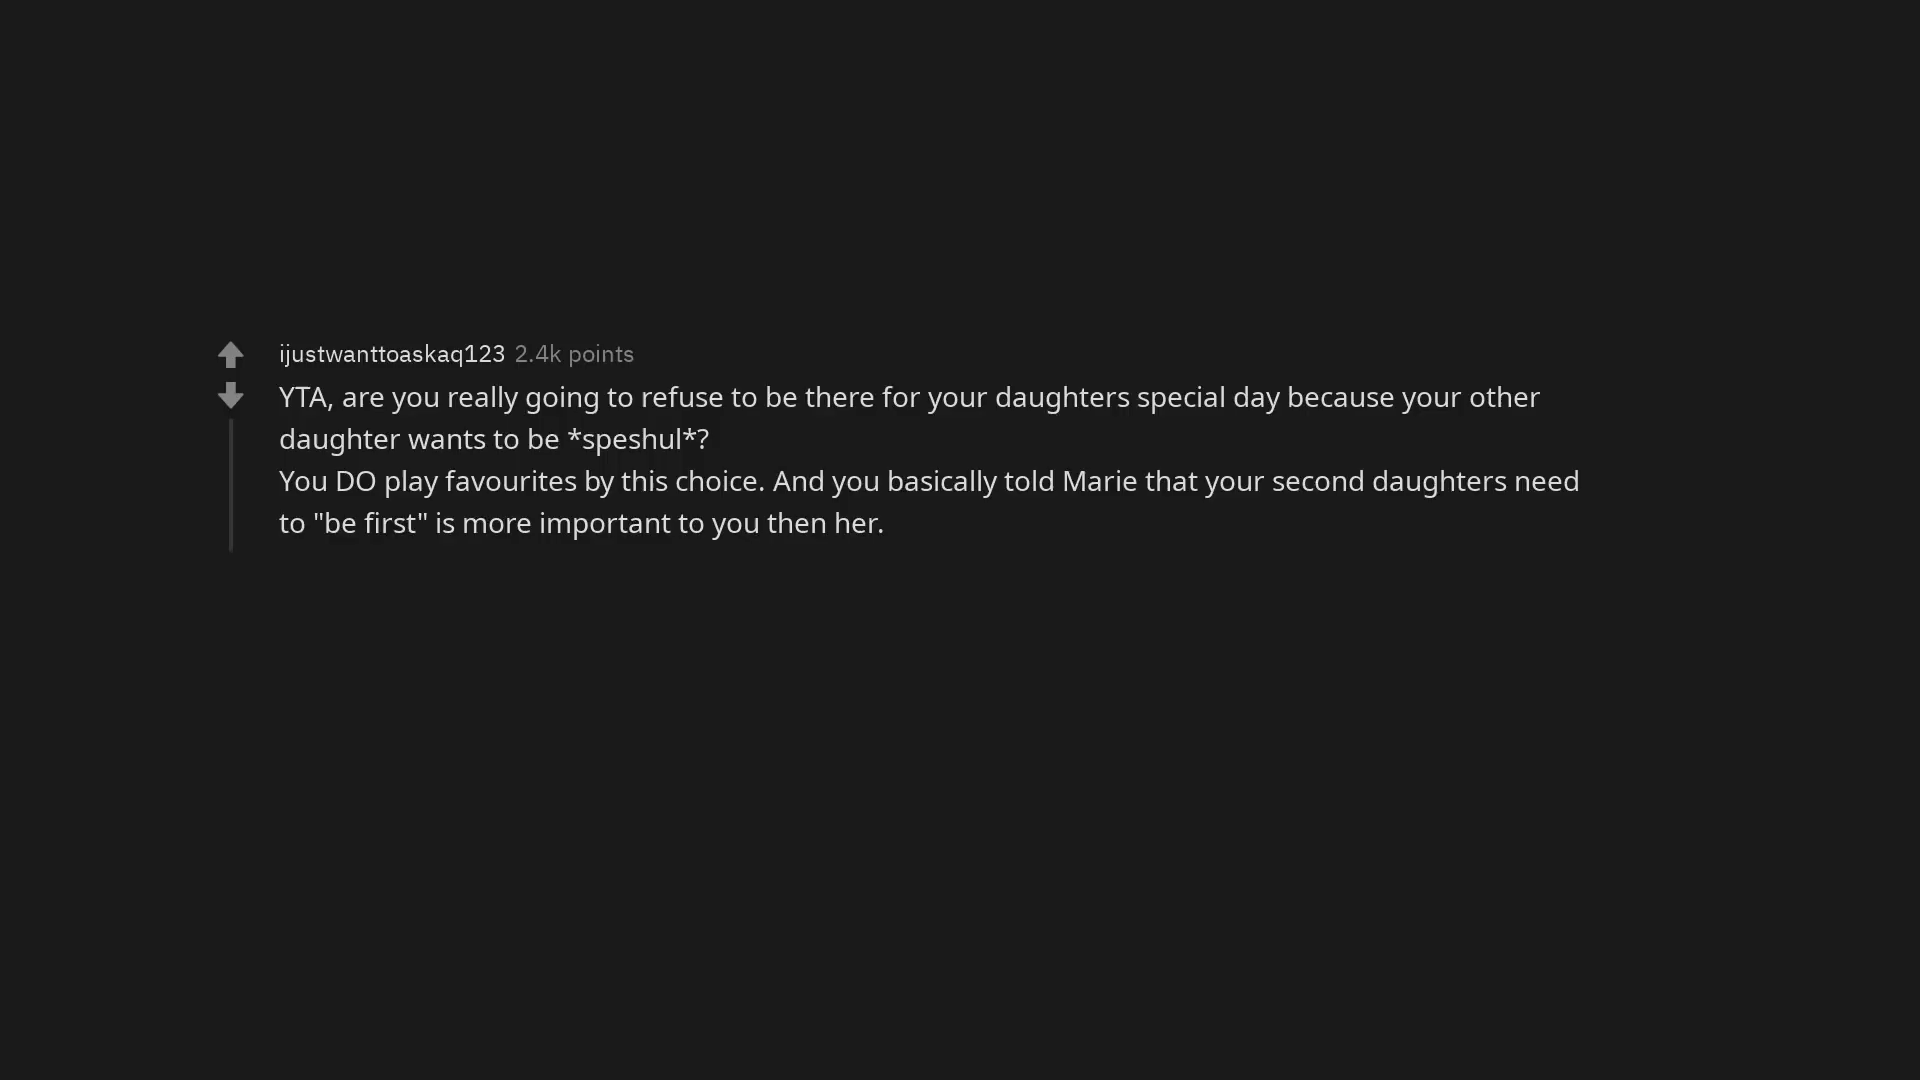 ijustwanttoaskaq123 2.4k points
YTA, are you really going to refuse to be there for your daughters special day because your other
daughter wants to be *speshul*?
You DO play favourites by this choice. And you basically told Marie that your second daughters need
to "be first" is more important to you then her.